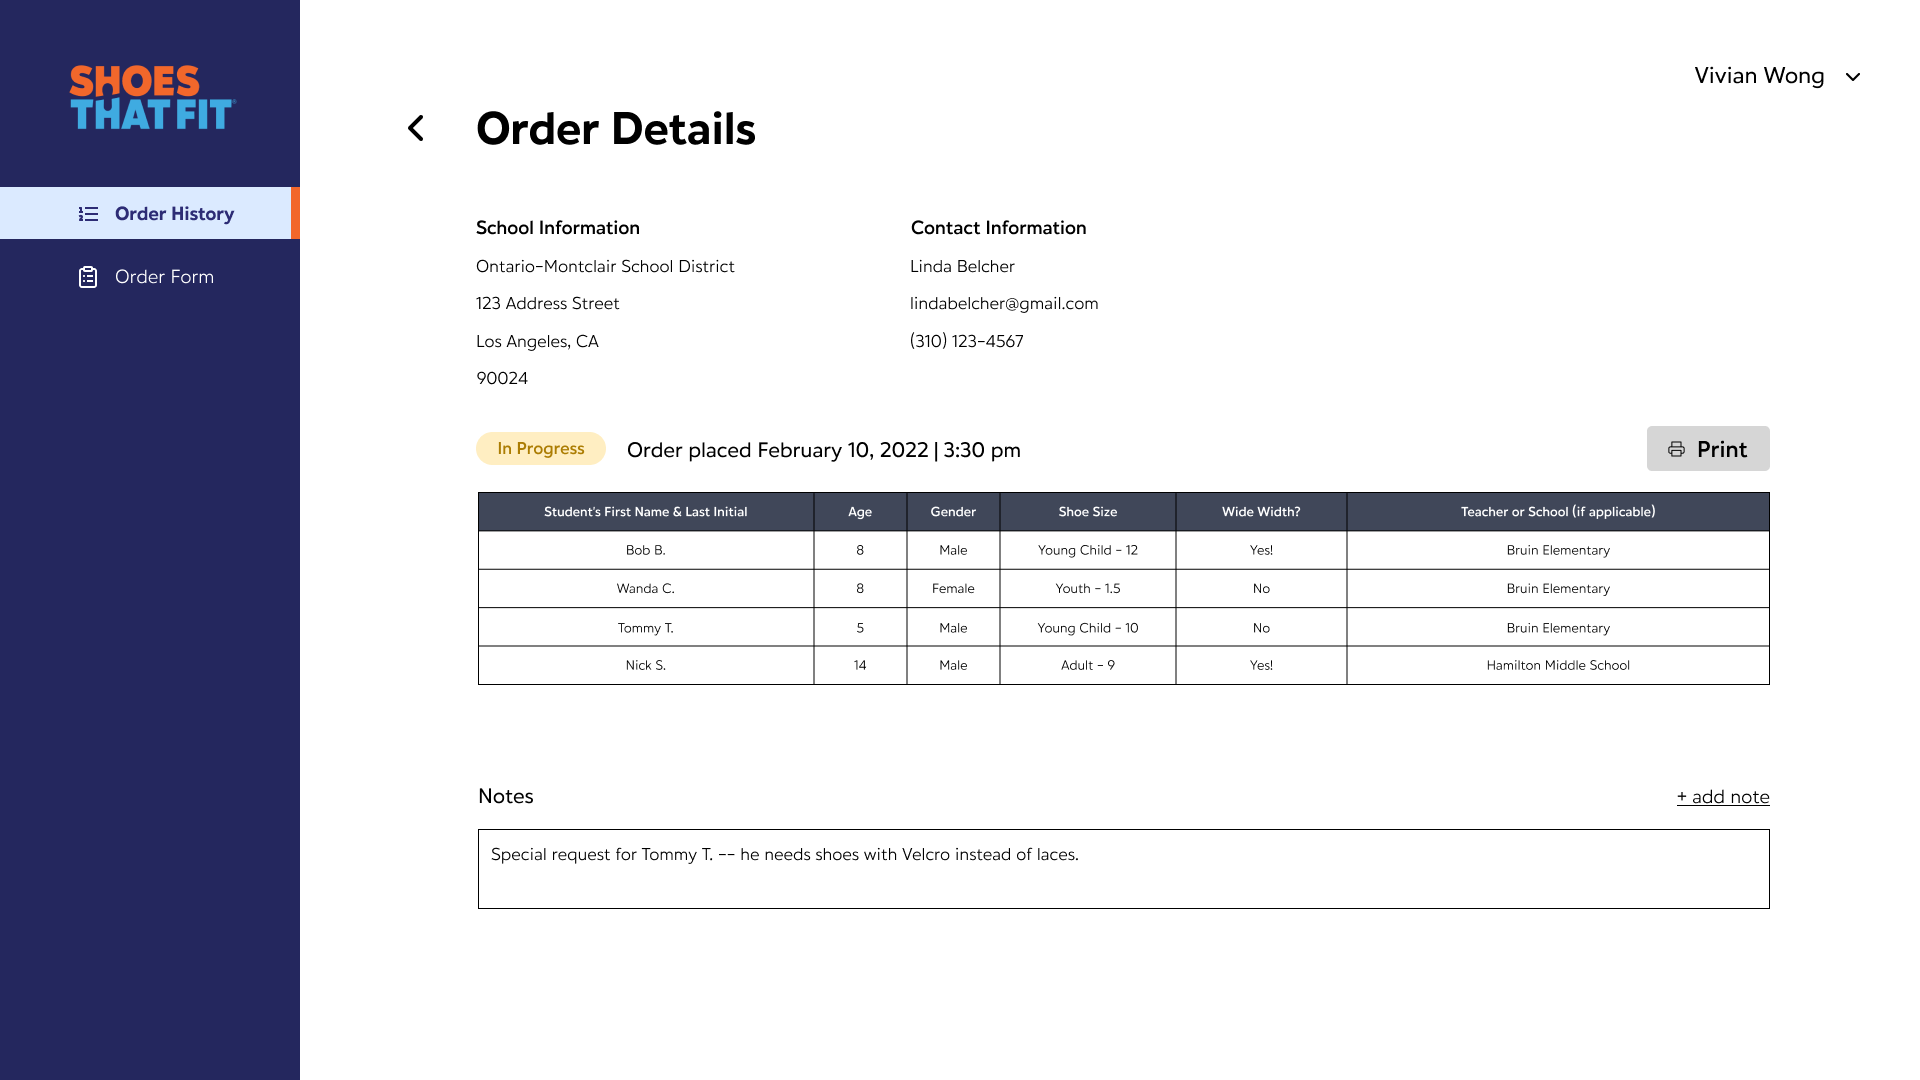 SHOES
THAT FIT
Order History
Order Form
Vivian Wong
Order Details
School Information
Ontario-Montclair School District
123 Address Street
Los Angeles, CA
90024
Contact Information
Linda Belcher
lindabelcher@gmail.com
(310) 123-4567
In Progress
Order placed February 10, 2022 | 3:30 pm
Print
Student's First Name & Last Initial Age Gender Shoe Size Wide Width? Teacher or School (if applicable)
Bob B. 8 Male Young Child - 12 Yes! Bruin Elementary
Wanda C. 8 Female Youth - 1.5 No Bruin Elementary
Tommy T. 5 Male Young Child - 10 No Bruin Elementary
Nick S. 14 Male Adult - 9 Yes! Hamilton Middle School
Notes
+ add note
Special request for Tommy T. -- he needs shoes with Velcro instead of laces.